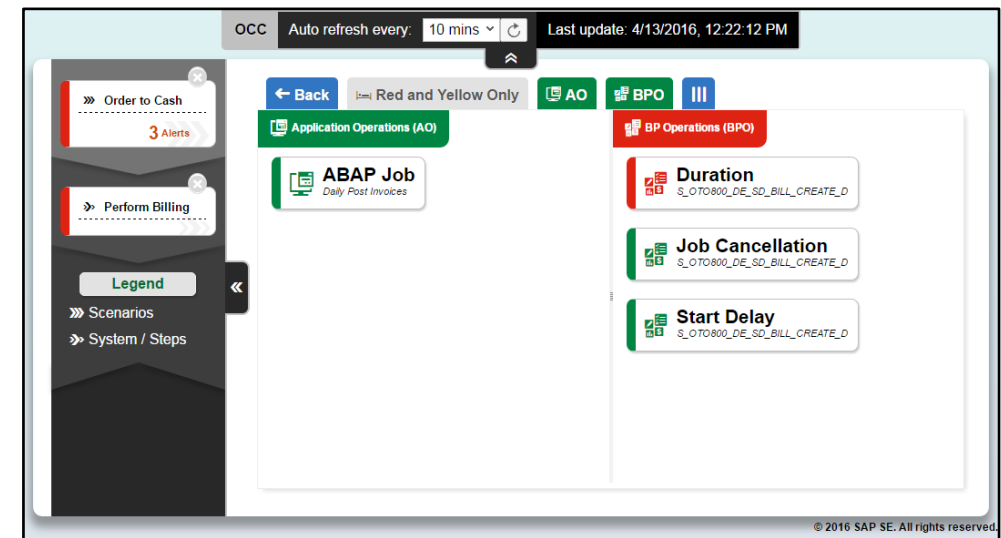 OCC Auto refresh every: 10 mins Last update: 4/13/2016, 12:22:12 PM
Order to Cash
3 Alerts
Perform Billing
Legend
Scenarios
System / Steps
Back Red and Yellow Only AO BPO
Application Operations (AO)
ABAP Job
Daily Post Invoices
BP Operations (BPO)
Duration
S_OTO800_DE_SD_BILL_CREATE_D
Job Cancellation
S_OTO800_DE_SD_BILL_CREATE_D
Start Delay
S_OTO800_DE_SD_BILL_CREATE_D
© 2016 SAP SE. All rights reserved.